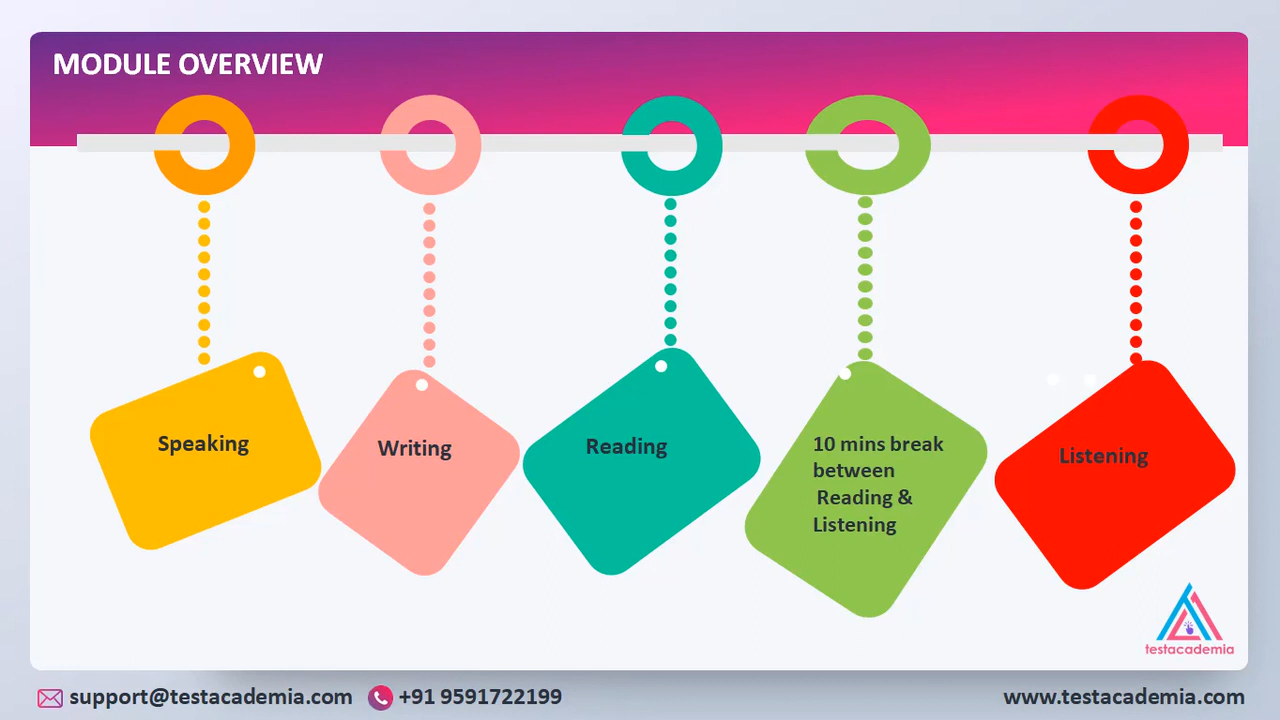 MODULE OVERVIEW
Speaking
Writing
Reading
10 mins break
between
Reading &
Listening
Listening
testacademia
support@testacademia.com
+91 9591722199
www.testacademia.com